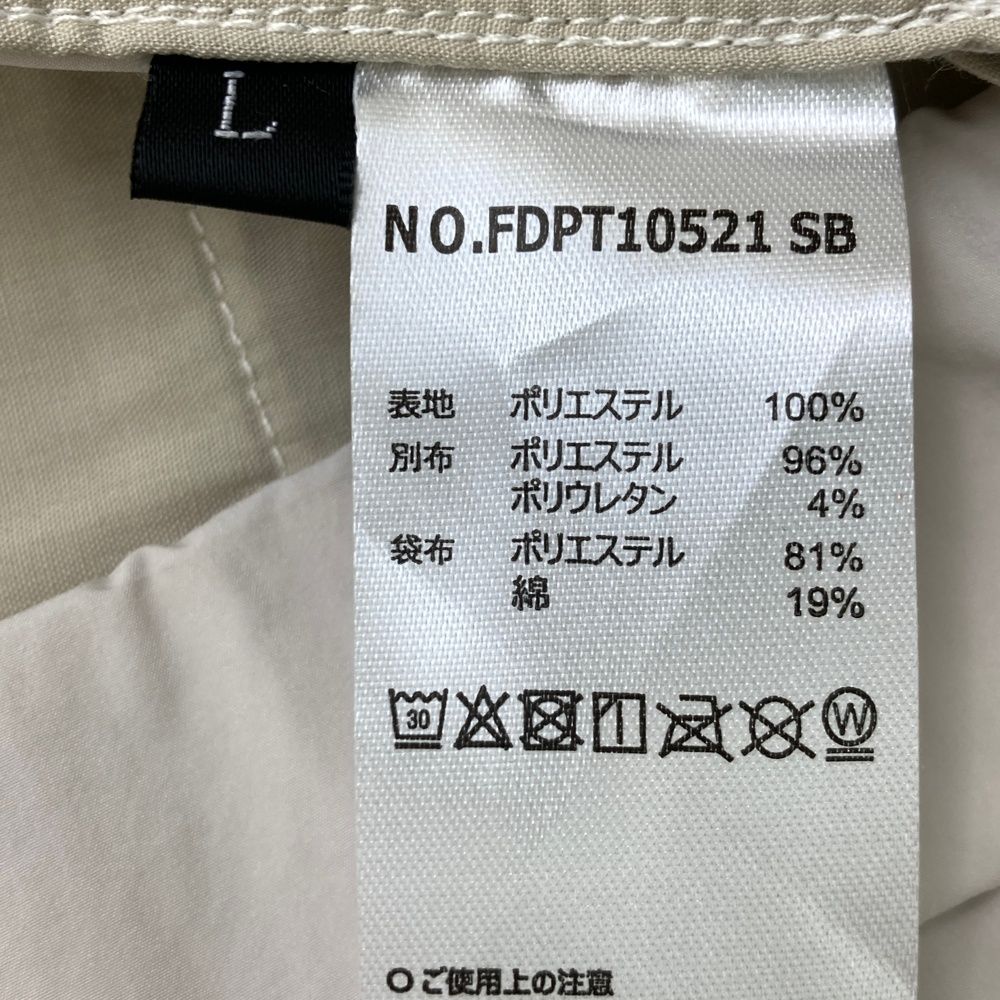 L
NO.FDPT10521 SB
表地 ポリエステル 100%
別布 ポリエステル 96%
ポリウレタン 4%
袋布 ポリエステル 81%
綿 19%
30 W
○ご使用上の注意